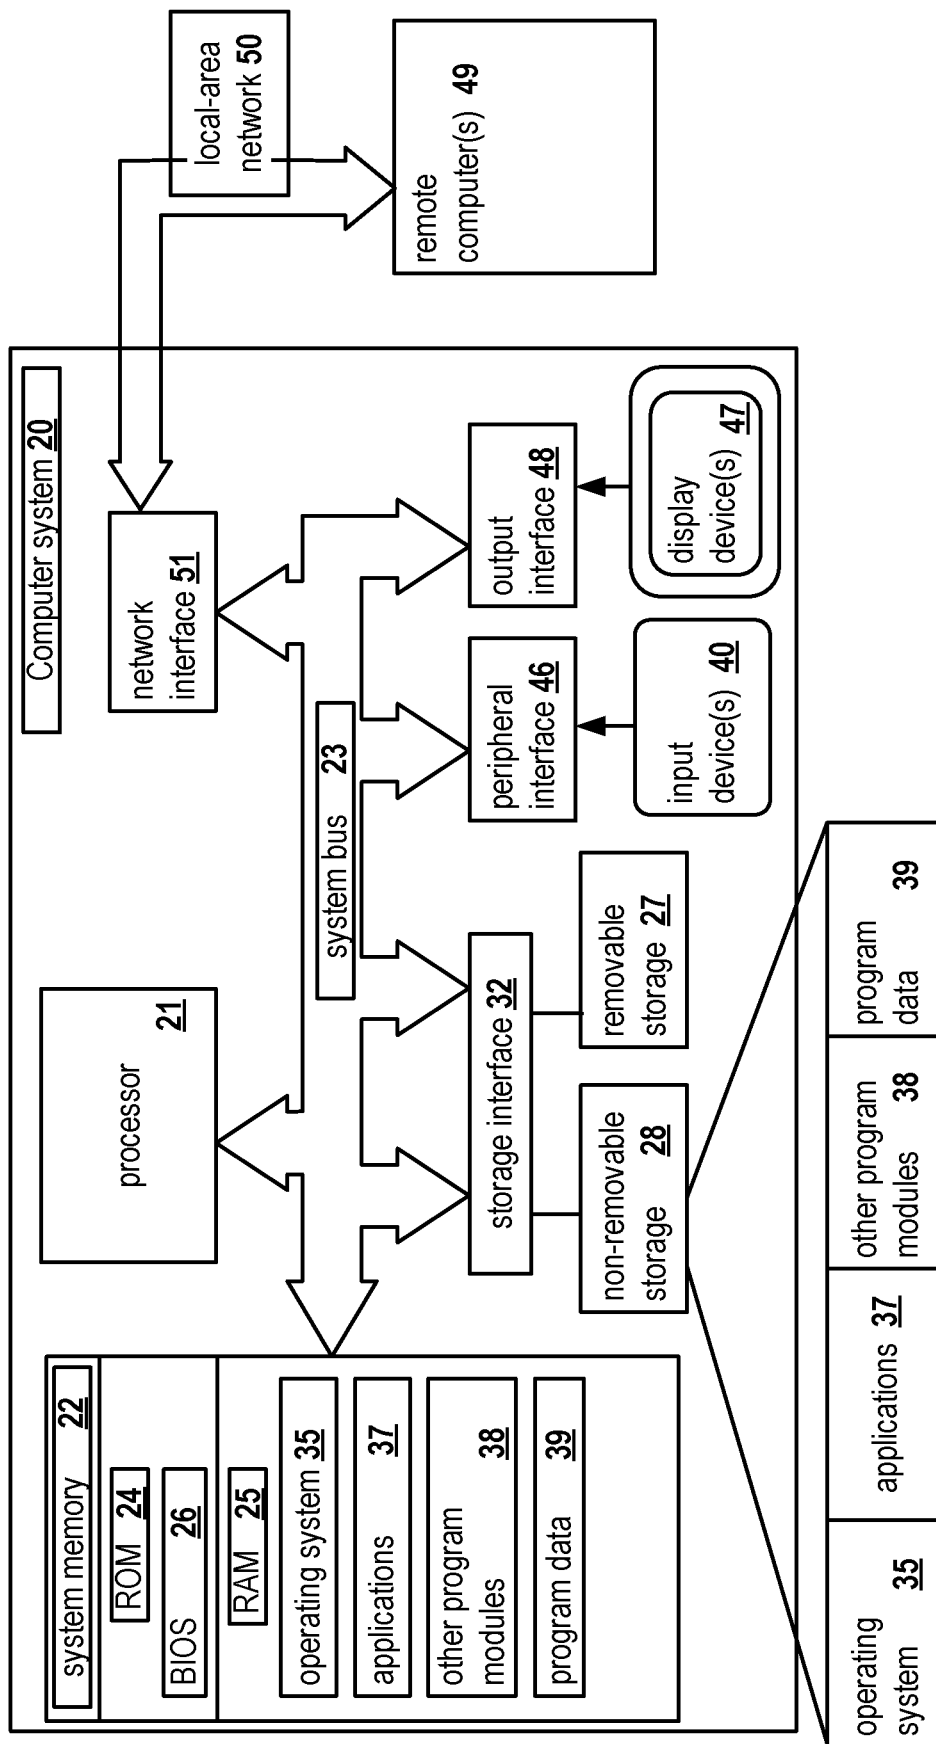 Computer system 20
system memory 22
ROM 24
BIOS 26
RAM 25
operating system 35
applications 37
other program
modules 38
program data 39
processor
21
network
interface 51
local-area
network 50
system bus 23
storage interface 32
peripheral
interface 46
output
interface 48
remote
computer(s) 49
non-removable
storage 28
removable
storage 27
input
device(s) 40
display
device(s) 47
operating
system 35
applications 37
other program
modules 38
program
data 39